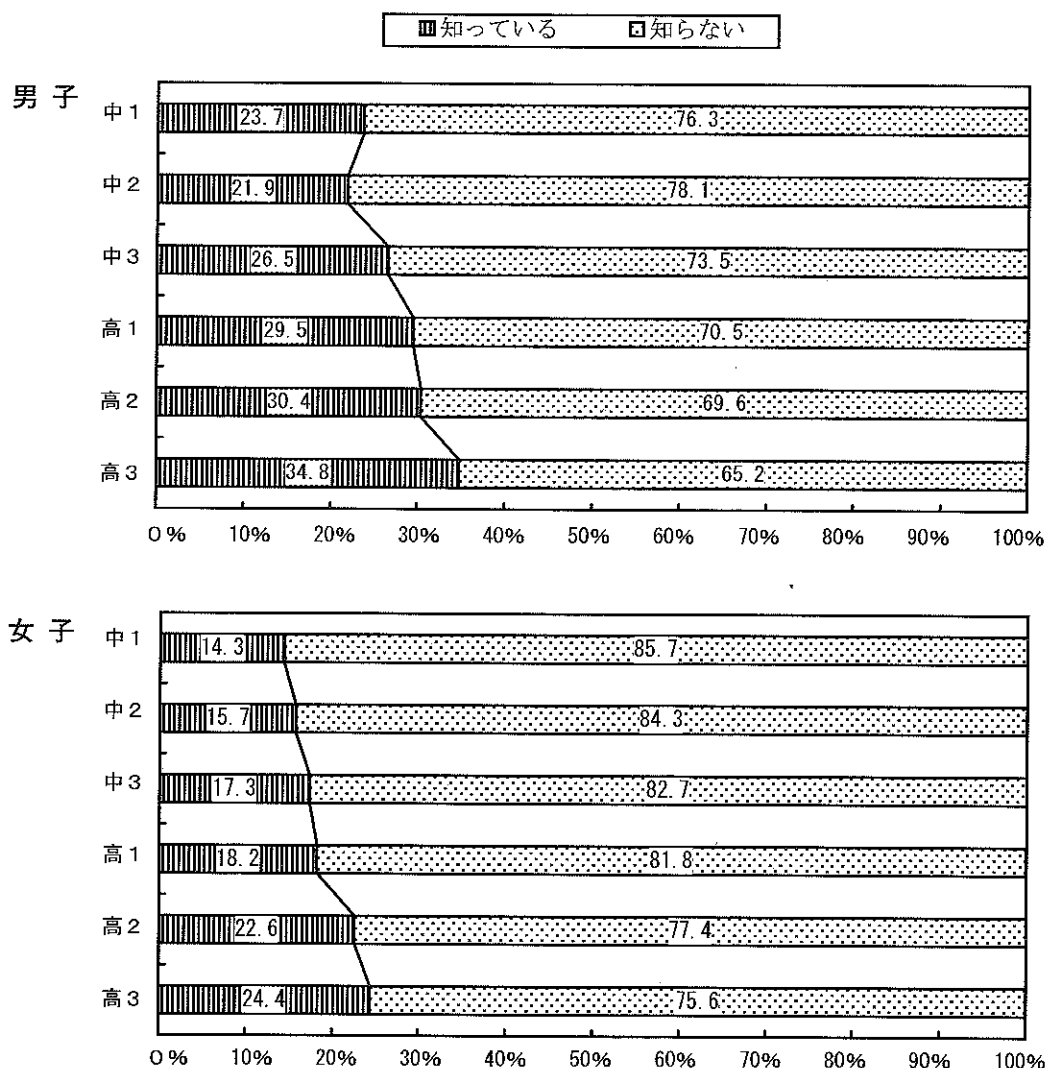 知っている 知らない
男子
中1 23.7 76.3
中2 21.9 78.1
中3 26.5 73.5
高1 29.5 70.5
高2 30.4 69.6
高3 34.8 65.2
0% 10% 20% 30% 40% 50% 60% 70% 80% 90% 100%
女子
中1 14.3 85.7
中2 15.7 84.3
中3 17.3 82.7
高1 18.2 81.8
高2 22.6 77.4
高3 24.4 75.6
0% 10% 20% 30% 40% 50% 60% 70% 80% 90% 100%